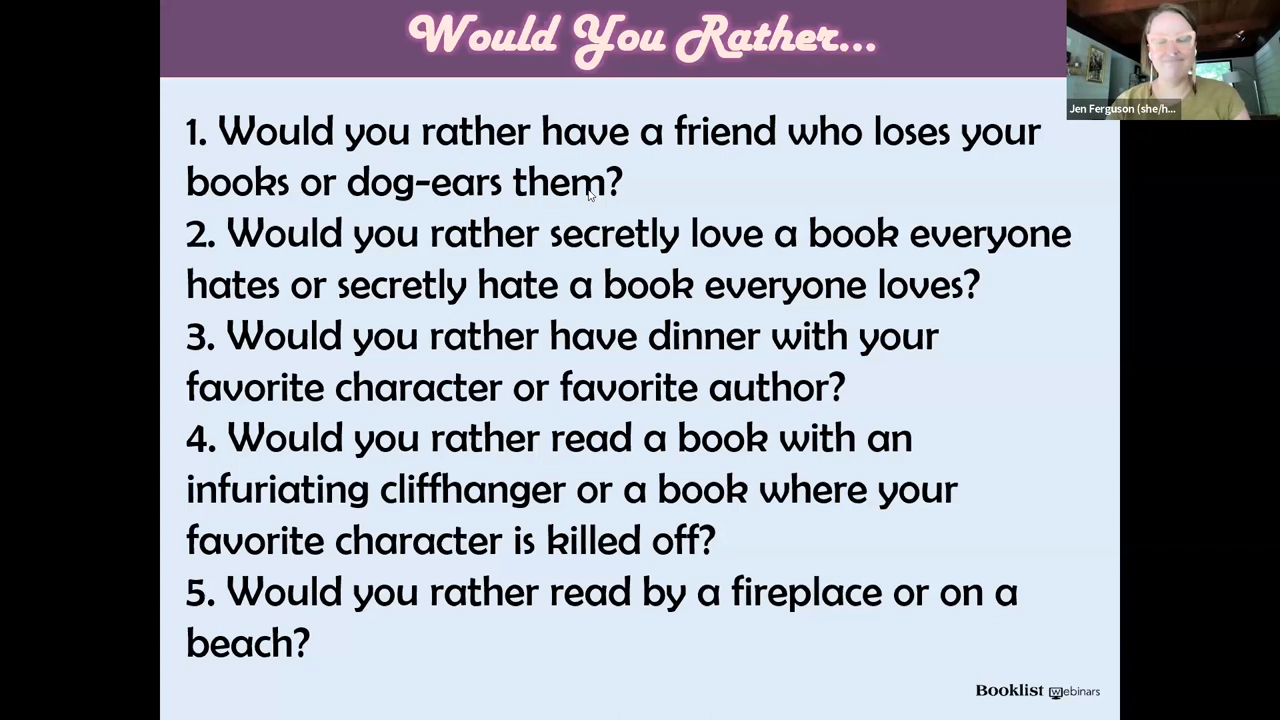 Would You Rather...
Jen Ferguson (she/h...
1. Would you rather have a friend who loses your
books or dog-ears them?
2. Would you rather secretly love a book everyone
hates or secretly hate a book everyone loves?
3. Would you rather have dinner with your
favorite character or favorite author?
4. Would you rather read a book with an
infuriating cliffhanger or a book where your
favorite character is killed off?
5. Would you rather read by a fireplace or on a
beach?
Booklist Webinars